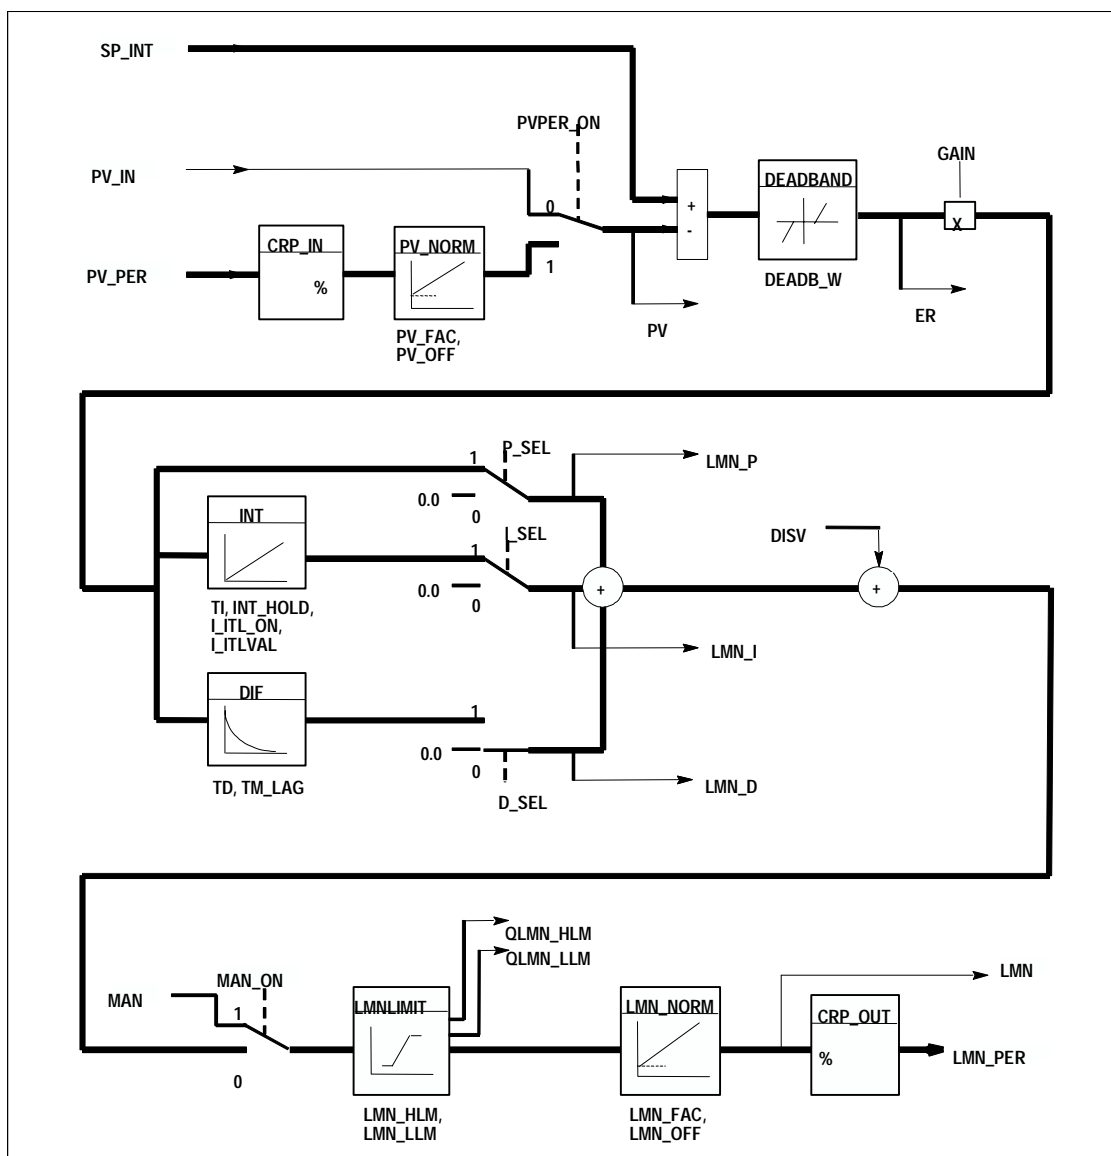 SP_INT
PVPER_ON
GAIN
PV_IN
DEADBAND
0
+
-
X
CRP_IN
PV_NORM
PV_PER
%
1
DEADB_W
ER
PV
PV_FAC,
PV_OFF
P_SEL
1
LMN_P
0.0
0
INT
I_SEL
DISV
1
0.0
0
+
+
TI, INT_HOLD,
I_ITL_ON,
I_ITLVAL
LMN_I
DIF
1
0.0
0
TD, TM_LAG
D_SEL
LMN_D
QLMN_HLM
QLMN_LLM
MAN_ON
MAN
1
LMNLIMIT
LMN_NORM
LMN
CRP_OUT
%
LMN_PER
0
LMN_HLM,
LMN_LLM
LMN_FAC,
LMN_OFF